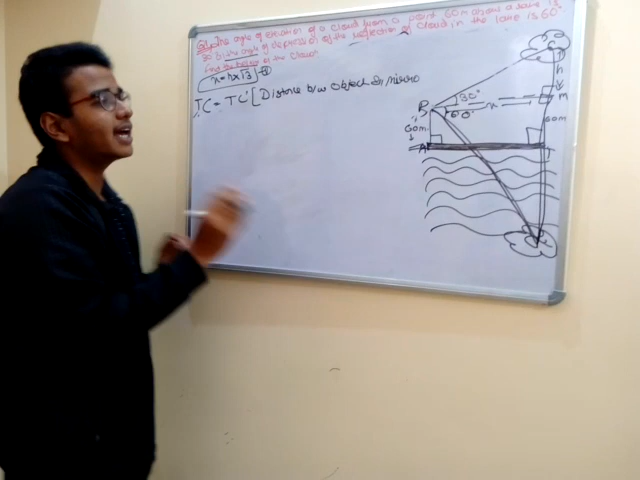 The angle of elevation of a cloud from a point 60m above a lake is
30° & the angle of depression of the reflection of cloud in the lake is 60°.
find the height of the cloud.
x = h×√3 - ①
TC = TC' [Distance b/w object & mirro
h
B
30°
x
M
60°
60m
60m
A